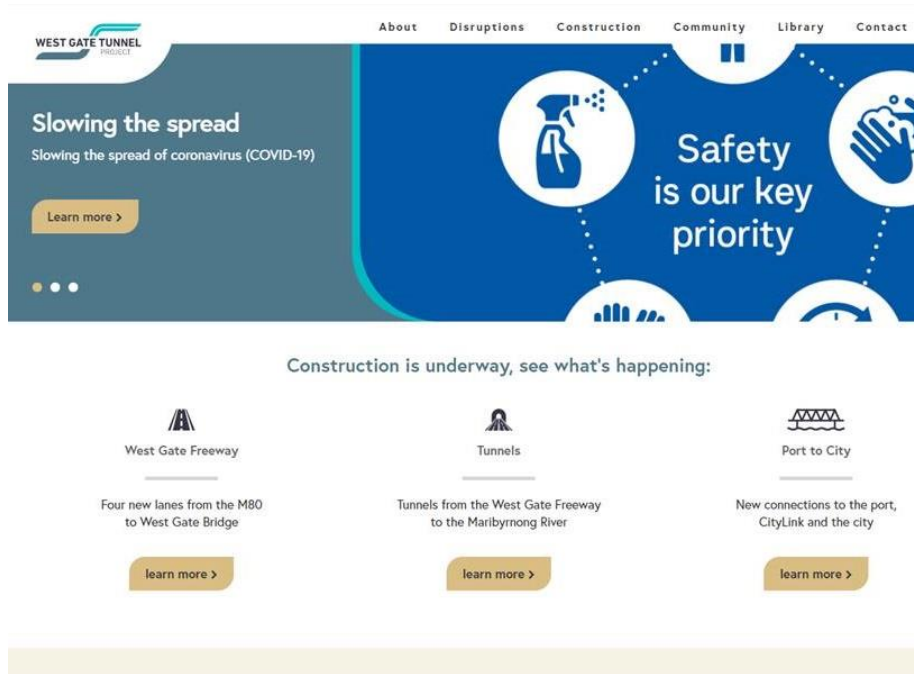 WEST GATE TUNNEL
PROJECT
About Disruptions Construction Community Library Contact
Slowing the spread
Slowing the spread of coronavirus (COVID-19)
Learn more >
Safety
is our key
priority
Construction is underway, see what's happening:
West Gate Freeway
Four new lanes from the M80
to West Gate Bridge
learn more >
Tunnels
Tunnels from the West Gate Freeway
to the Maribyrnong River
learn more >
Port to City
New connections to the port,
CityLink and the city
learn more >